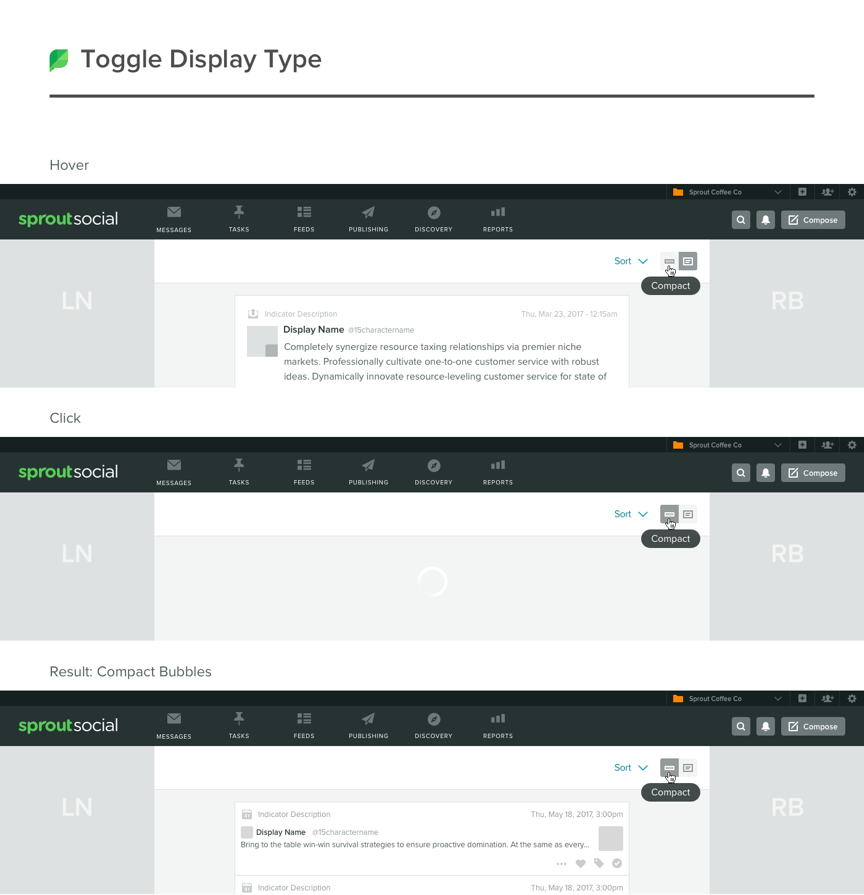 Toggle Display Type
Hover
Sprout Coffee Co
sproutsocial
MESSAGES
TASKS
FEEDS
PUBLISHING
DISCOVERY
REPORTS
Compose
LN
Sort
Compact
RB
Indicator Description
Thu, Mar 23, 2017 - 12:15am
Display Name @15charactername
Completely synergize resource taxing relationships via premier niche
markets. Professionally cultivate one-to-one customer service with robust
ideas. Dynamically innovate resource-leveling customer service for state of
Click
Sprout Coffee Co
sproutsocial
MESSAGES
TASKS
FEEDS
PUBLISHING
DISCOVERY
REPORTS
Compose
LN
Sort
Compact
RB
Result: Compact Bubbles
Sprout Coffee Co
sproutsocial
MESSAGES
TASKS
FEEDS
PUBLISHING
DISCOVERY
REPORTS
Compose
LN
Sort
Compact
RB
Indicator Description
Thu, May 18, 2017, 3:00pm
Display Name @15charactername
Bring to the table win-win survival strategies to ensure proactive domination. At the same as every...
Indicator Description
Thu, May 18, 2017, 3:00pm